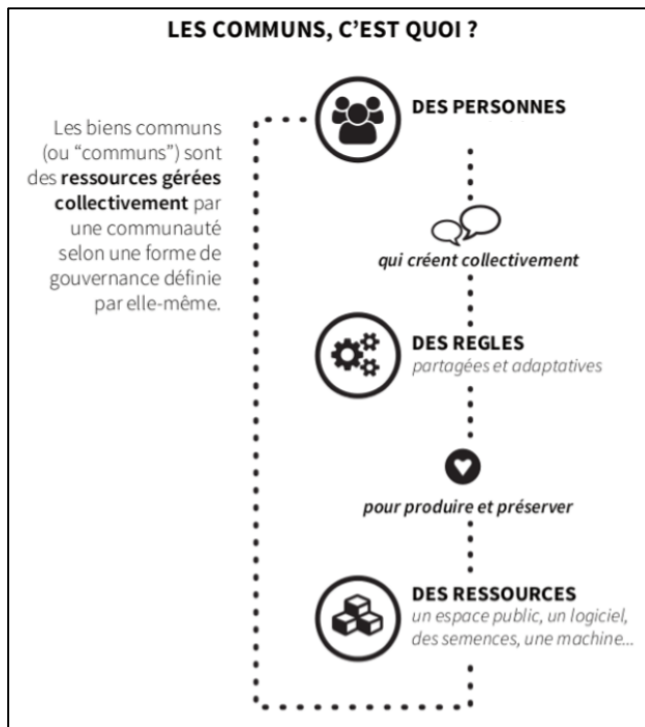 LES COMMUNS, C'EST QUOI ?
Les biens communs
(ou "communs") sont
des ressources gérées
collectivement par
une communauté
selon une forme de
gouvernance définie
par elle-même.
DES PERSONNES
qui créent collectivement
DES REGLES
partagées et adaptatives
pour produire et préserver
DES RESSOURCES
un espace public, un logiciel,
des semences, une machine...